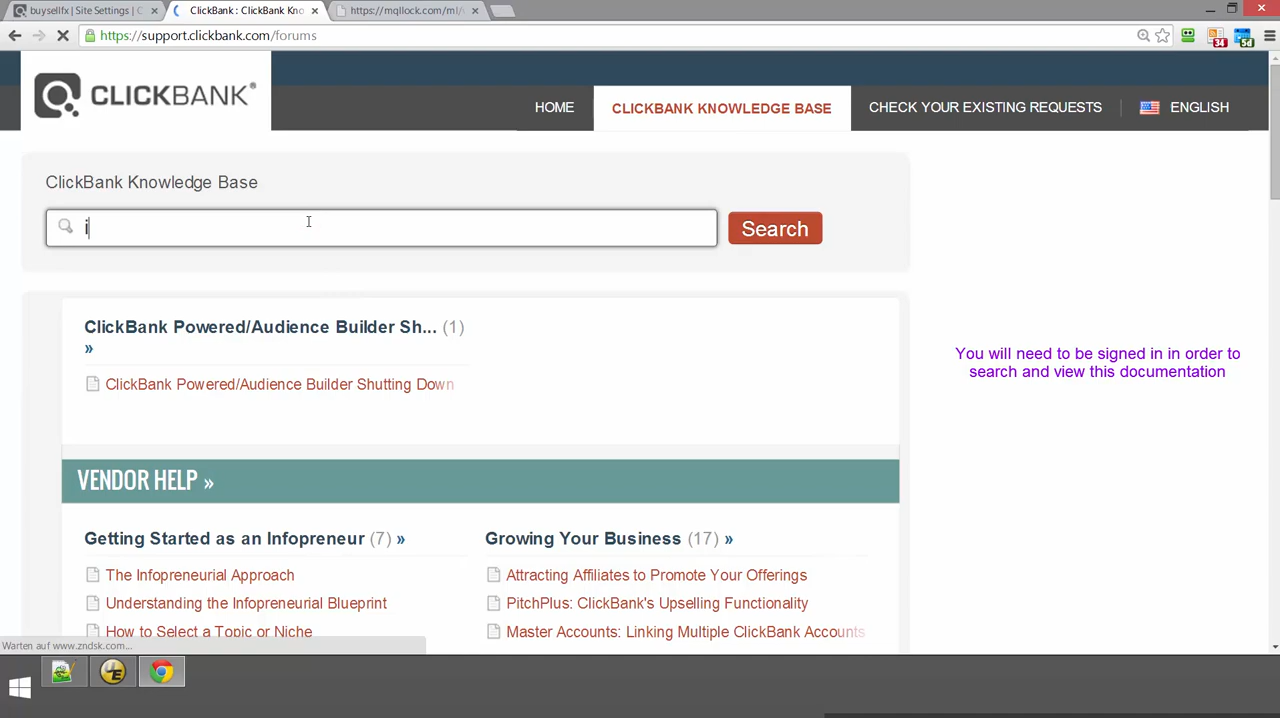 buysellfx | Site Settings | C
ClickBank : ClickBank Kno
https://mqllock.com/ml/
https://support.clickbank.com/forums
34
5d
CLICKBANK®
HOME
CLICKBANK KNOWLEDGE BASE
CHECK YOUR EXISTING REQUESTS
ENGLISH
ClickBank Knowledge Base
i
Search
ClickBank Powered/Audience Builder Sh... (1)
»
ClickBank Powered/Audience Builder Shutting Down
You will need to be signed in in order to
search and view this documentation
VENDOR HELP »
Getting Started as an Infopreneur (7) »
The Infopreneurial Approach
Understanding the Infopreneurial Blueprint
How to Select a Topic or Niche
Growing Your Business (17) »
Attracting Affiliates to Promote Your Offerings
PitchPlus: ClickBank's Upselling Functionality
Master Accounts: Linking Multiple ClickBank Accounts
Warten auf www.zndsk.com...